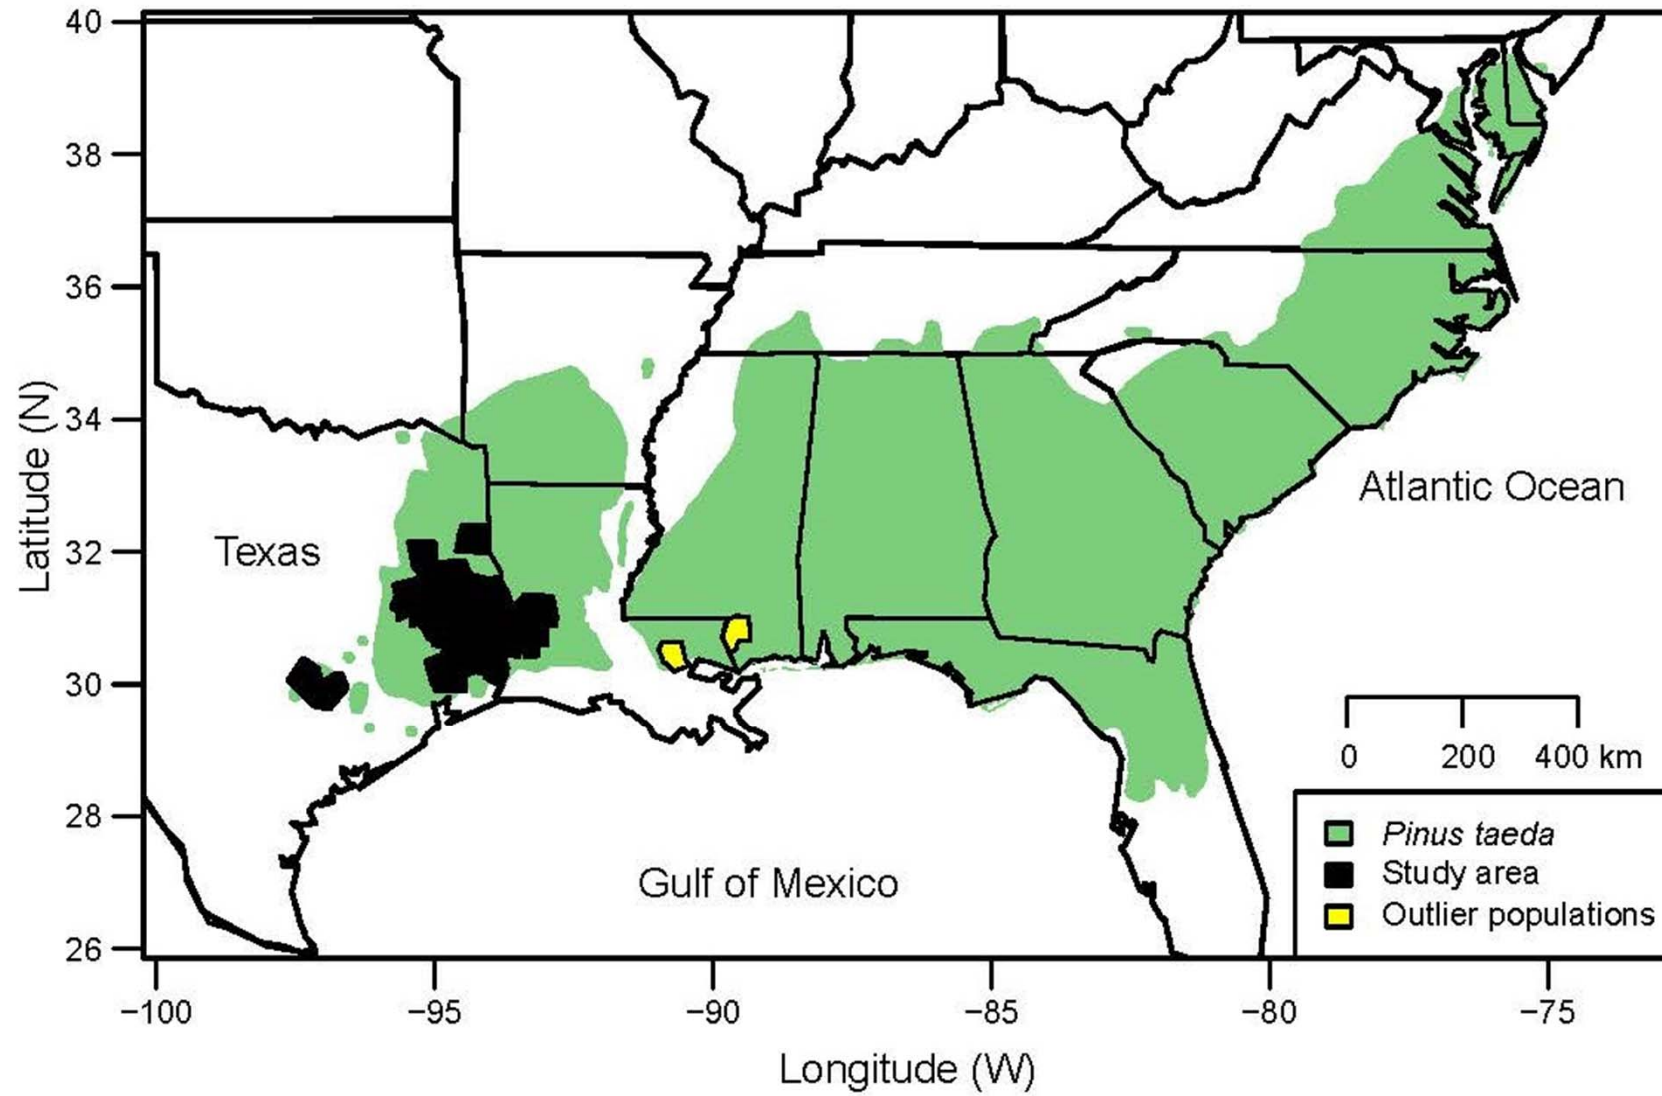 40
38
36
34
32
30
28
26
Latitude (N)
Texas
Atlantic Ocean
Gulf of Mexico
0 200 400 km
Pinus taeda
Study area
Outlier populations
−100 −95 −90 −85 −80 −75
Longitude (W)